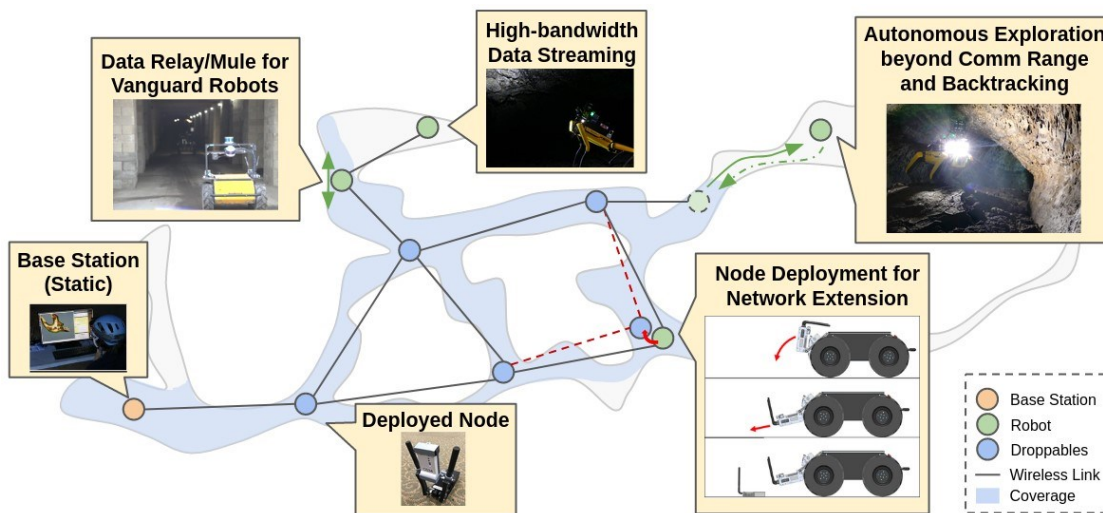 Data Relay/Mule for
Vanguard Robots
High-bandwidth
Data Streaming
Autonomous Exploration
beyond Comm Range
and Backtracking
Base Station
(Static)
Node Deployment for
Network Extension
Deployed Node
Base Station
Robot
Droppables
Wireless Link
Coverage